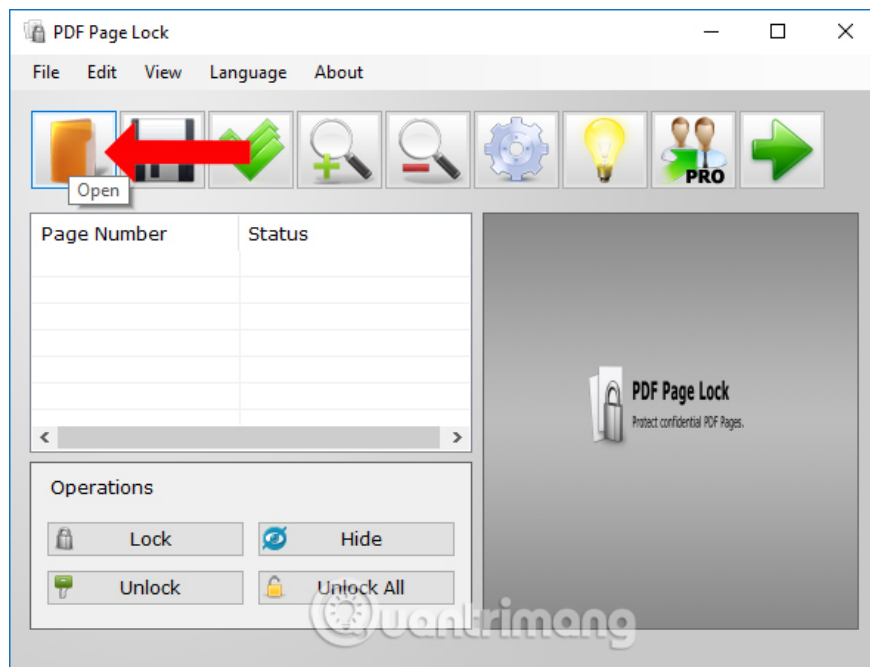 PDF Page Lock
File Edit View Language About
PRO
Open
Page Number Status
PDF Page Lock
Protect confidential PDF Pages.
Operations
Lock Hide
Unlock Unlock All
Quantrimang